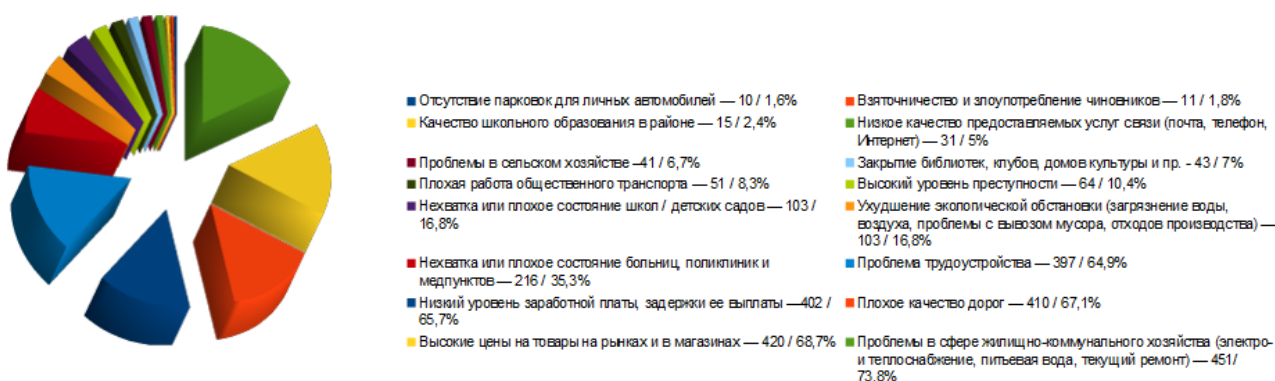 Отсутствие парковок для личных автомобилей — 10 / 1,6%
Взяточничество и злоупотребление чиновников — 11 / 1,8%
Качество школьного образования в районе — 15 / 2,4%
Низкое качество предоставляемых услуг связи (почта, телефон,
Интернет) — 31 / 5%
Проблемы в сельском хозяйстве –41 / 6,7%
Закрытие библиотек, клубов, домов культуры и пр. - 43 / 7%
Плохая работа общественного транспорта — 51 / 8,3%
Высокий уровень преступности — 64 / 10,4%
Нехватка или плохое состояние школ / детских садов — 103 /
16,8%
Ухудшение экологической обстановки (загрязнение воды,
воздуха, проблемы с вывозом мусора, отходов производства) —
103 / 16,8%
Нехватка или плохое состояние больниц, поликлиник и
медпунктов — 216 / 35,3%
Проблема трудоустройства — 397 / 64,9%
Низкий уровень заработной платы, задержки ее выплаты —402 /
65,7%
Плохое качество дорог — 410 / 67,1%
Высокие цены на товары на рынках и в магазинах — 420 / 68,7%
Проблемы в сфере жилищно-коммунального хозяйства (электро-
и теплоснабжение, питьевая вода, текущий ремонт) — 451/
73,8%